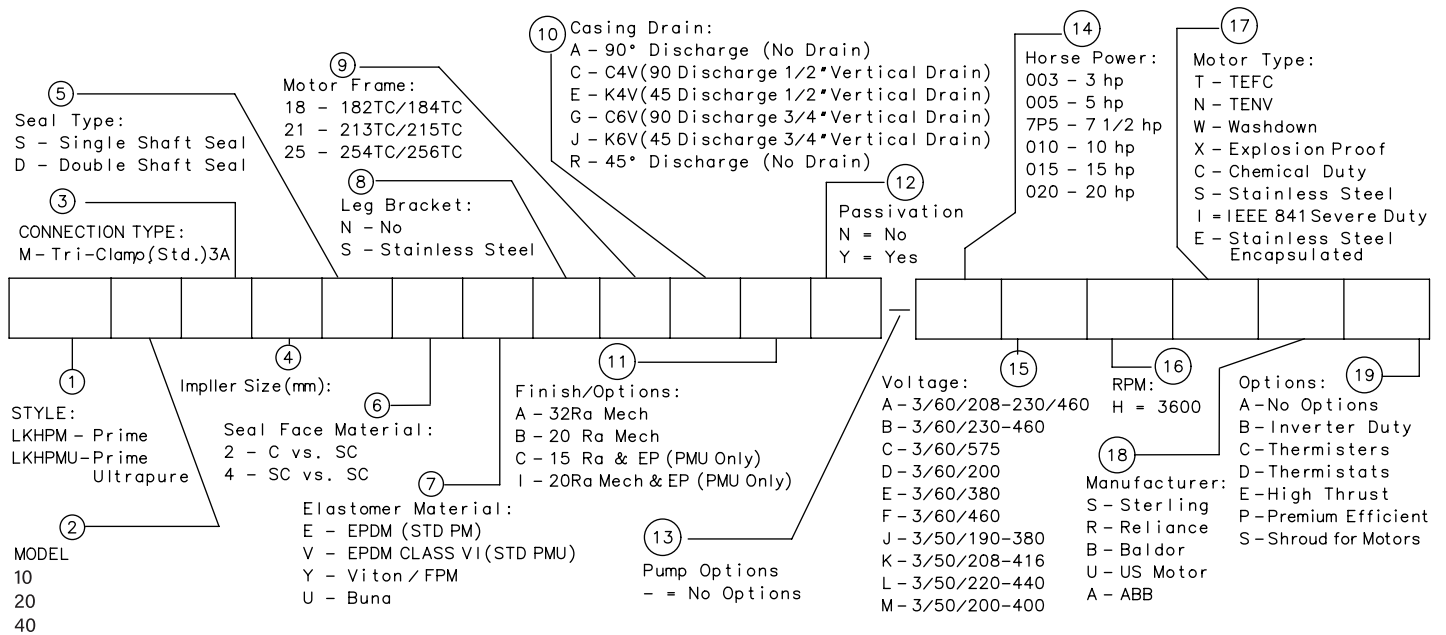 5
Seal Type:
S - Single Shaft Seal
D - Double Shaft Seal
3
CONNECTION TYPE:
M-Tri-Clamp(Std.)3A
9
Motor Frame:
18 - 182TC/184TC
21 - 213TC/215TC
25 - 254TC/256TC
8
Leg Bracket:
N - No
S - Stainless Steel
10
Casing Drain:
A - 90° Discharge (No Drain)
C - C4V(90 Discharge 1/2" Vertical Drain)
E - K4V(45 Discharge 1/2" Vertical Drain)
G - C6V(90 Discharge 3/4" Vertical Drain)
J - K6V(45 Discharge 3/4" Vertical Drain)
R - 45° Discharge (No Drain)
12
Passivation
N = No
Y = Yes
14
Horse Power:
003 - 3 hp
005 - 5 hp
7P5 - 7 1/2 hp
010 - 10 hp
015 - 15 hp
020 - 20 hp
17
Motor Type:
T - TEFC
N - TENV
W - Washdown
X - Explosion Proof
C - Chemical Duty
S - Stainless Steel
I = IEEE 841 Severe Duty
E - Stainless Steel
Encapsulated
—
1
STYLE:
LKHPM - Prime
LKHPMU-Prime
Ultrapure
2
MODEL
10
20
40
4
Impller Size(mm):
6
Seal Face Material:
2 - C vs. SC
4 - SC vs. SC
7
Elastomer Material:
E - EPDM (STD PM)
V - EPDM CLASS VI(STD PMU)
Y - Viton / FPM
U - Buna
11
Finish/Options:
A - 32Ra Mech
B - 20 Ra Mech
C - 15 Ra & EP (PMU Only)
I - 20Ra Mech & EP (PMU Only)
13
Pump Options
- = No Options
15
Voltage:
A - 3/60/208-230/460
B - 3/60/230-460
C - 3/60/575
D - 3/60/200
E - 3/60/380
F - 3/60/460
J - 3/50/190-380
K - 3/50/208-416
L - 3/50/220-440
M - 3/50/200-400
16
RPM:
H = 3600
18
Manufacturer:
S - Sterling
R - Reliance
B - Baldor
U - US Motor
A - ABB
19
Options:
A-No Options
B-Inverter Duty
C-Thermisters
D-Thermistats
E-High Thrust
P-Premium Efficient
S-Shroud for Motors